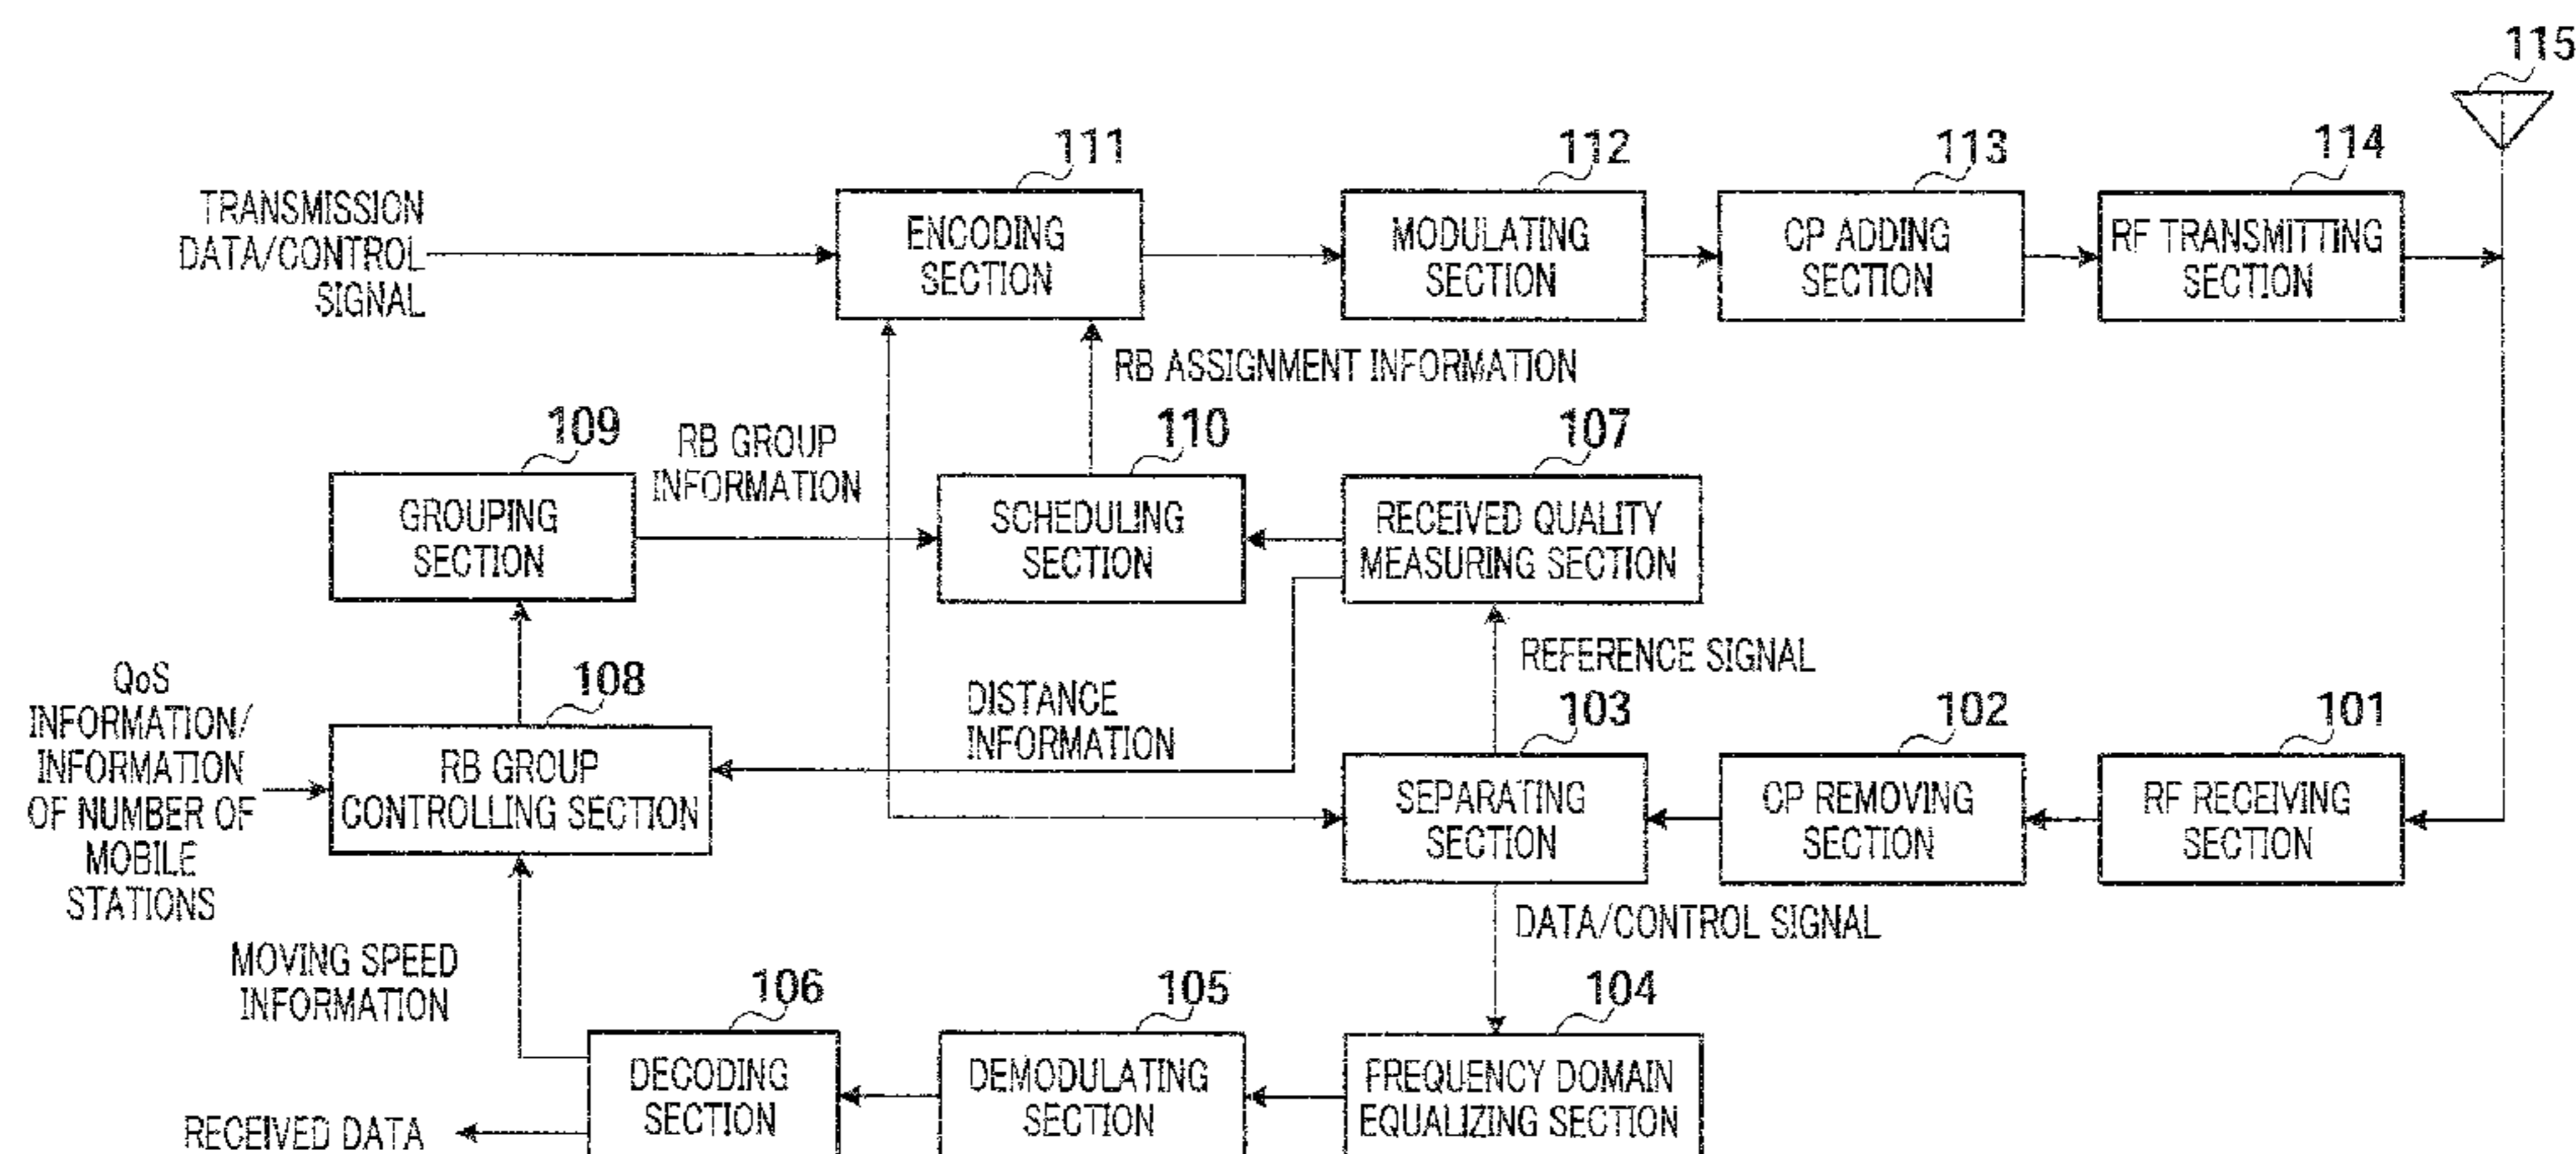 115
111
112
113
114
TRANSMISSION
DATA/CONTROL
SIGNAL
ENCODING
SECTION
MODULATING
SECTION
CP ADDING
SECTION
RF TRANSMITTING
SECTION
RB ASSIGNMENT INFORMATION
109
RB GROUP
INFORMATION
110
107
GROUPING
SECTION
SCHEDULING
SECTION
RECEIVED QUALITY
MEASURING SECTION
REFERENCE SIGNAL
QoS
INFORMATION/
INFORMATION
OF NUMBER OF
MOBILE
STATIONS
108
DISTANCE
INFORMATION
103
102
101
RB GROUP
CONTROLLING SECTION
SEPARATING
SECTION
CP REMOVING
SECTION
RF RECEIVING
SECTION
DATA/CONTROL SIGNAL
MOVING SPEED
INFORMATION
106
105
104
DECODING
SECTION
DEMODULATING
SECTION
FREQUENCY DOMAIN
EQUALIZING SECTION
RECEIVED DATA